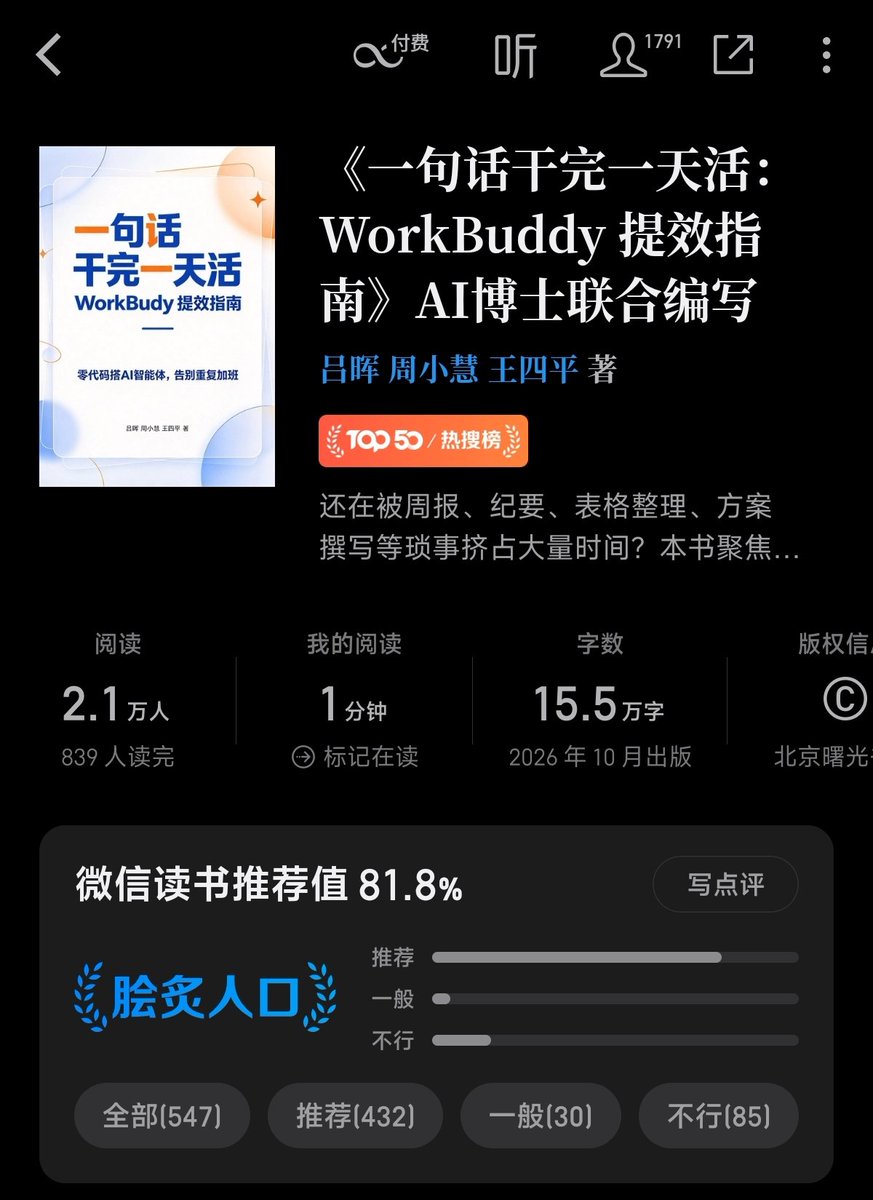 付费
听
1791
一句话
干完一天活
WorkBudy 提效指南
零代码搭AI智能体，告别重复加班
吕晖 周小慧 王四平 著
《一句话干完一天活：
WorkBuddy 提效指
南》AI博士联合编写
吕晖 周小慧 王四平 著
TOP 50 / 热搜榜
还在被周报、纪要、表格整理、方案
撰写等琐事挤占大量时间？本书聚焦...
阅读
我的阅读
字数
版权信
2.1 万人
1 分钟
15.5 万字
©
839 人读完
标记在读
2026 年 10 月出版
北京曙光
微信读书推荐值 81.8%
写点评
脍炙人口
推荐
一般
不行
全部(547)
推荐(432)
一般(30)
不行(85)